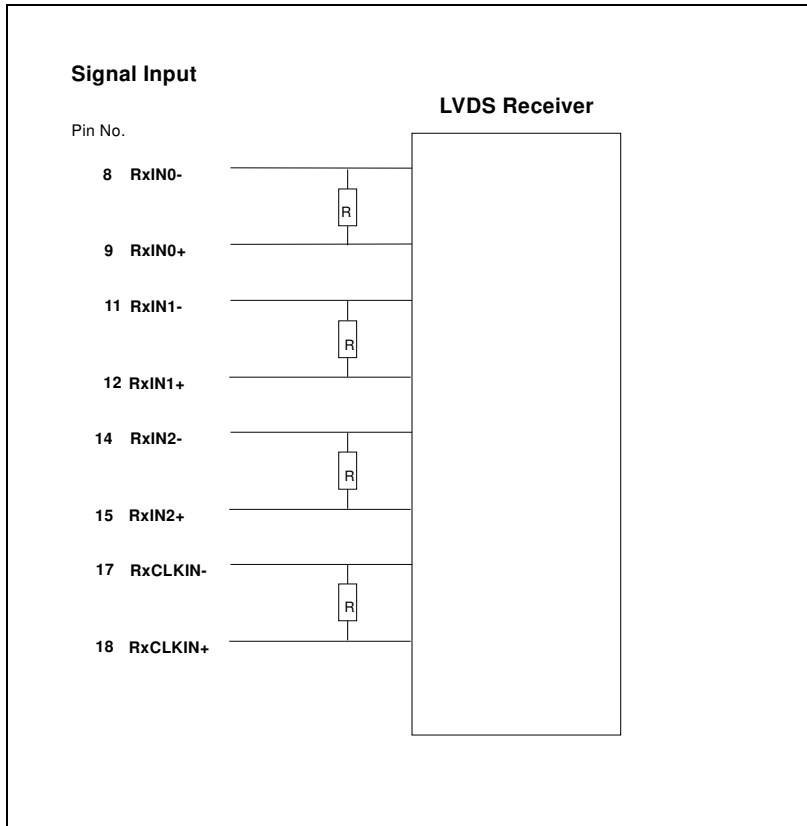 Signal Input
LVDS Receiver
Pin No.
8 RxIN0-
R
9 RxIN0+
11 RxIN1-
R
12 RxIN1+
14 RxIN2-
R
15 RxIN2+
17 RxCLKIN-
R
18 RxCLKIN+